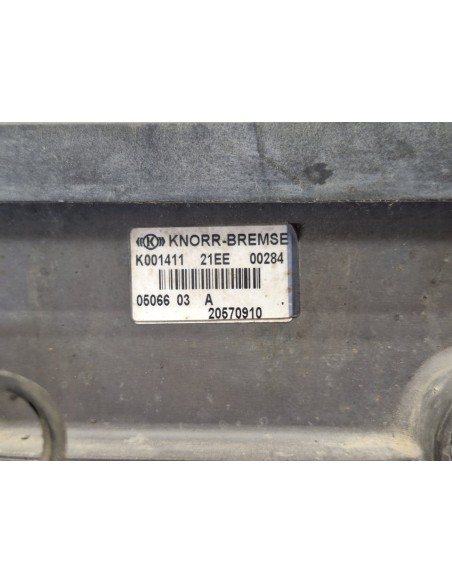 K KNORR-BREMSE
K001411 21EE 00284
05066 03 A
20570910